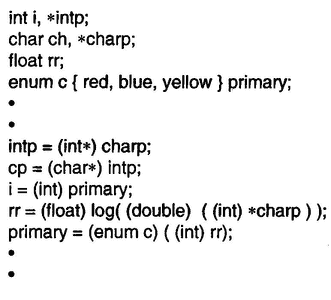 int i, *intp;
char ch, *charp;
float rr;
enum c { red, blue, yellow } primary;
•
•
intp = (int*) charp;
cp = (char*) intp;
i = (int) primary;
rr = (float) log( (double)  ( (int) *charp ) );
primary = (enum c) ( (int) rr);
•
•